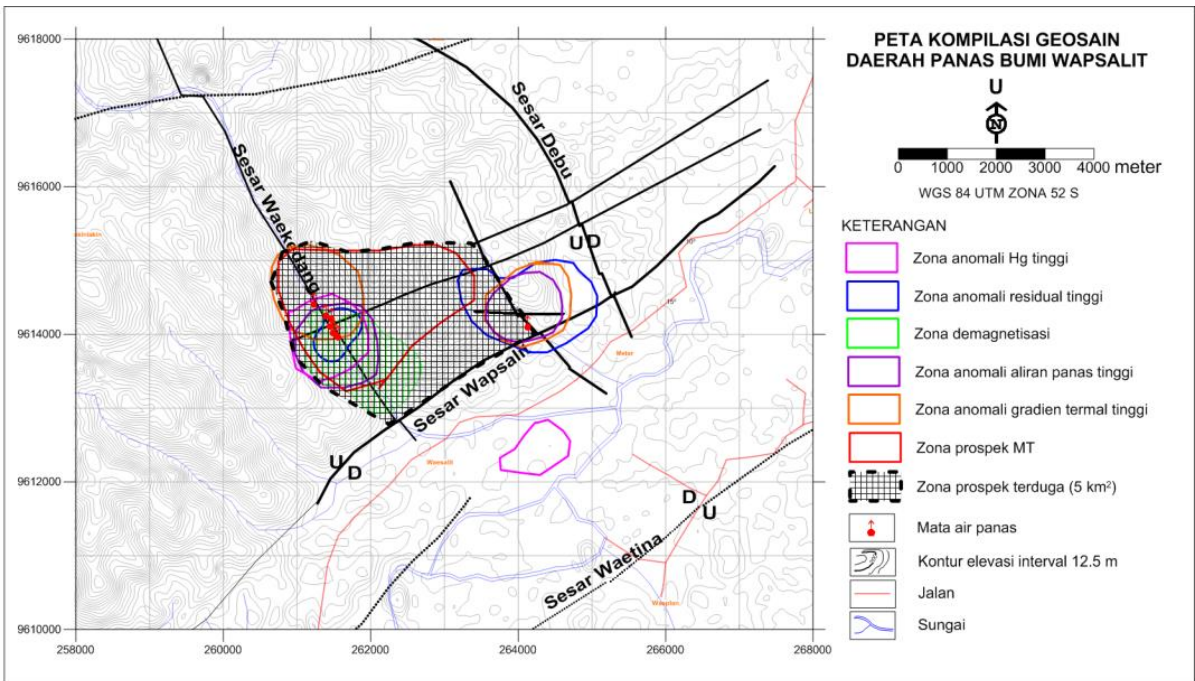 PETA KOMPILASI GEOSAIN
DAERAH PANAS BUMI WAPSALIT
U
N
0 1000 2000 3000 4000 meter
WGS 84 UTM ZONA 52 S
KETERANGAN
Zona anomali Hg tinggi
Zona anomali residual tinggi
Zona demagnetisasi
Zona anomali aliran panas tinggi
Zona anomali gradien termal tinggi
Zona prospek MT
Zona prospek terduga (5 km²)
Mata air panas
Kontur elevasi interval 12.5 m
Jalan
Sungai
9618000
9616000
9614000
9612000
9610000
258000 260000 262000 264000 266000 268000
Sesar Debu
Sesar Waekedang
U D
Sesar Wapsalit
U D
D U
Sesar Waetina